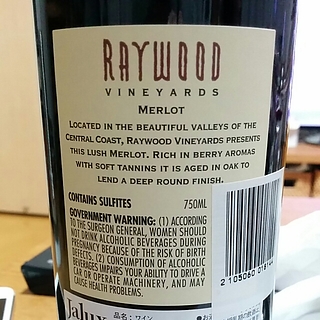 RAYWOOD
VINEYARDS
MERLOT
LOCATED IN THE BEAUTIFUL VALLEYS OF THE
CENTRAL COAST, RAYWOOD VINEYARDS PRESENTS
THIS LUSH MERLOT. RICH IN BERRY AROMAS
WITH SOFT TANNINS IT IS AGED IN OAK TO
LEND A DEEP ROUND FINISH.
CONTAINS SULFITES 750ML
GOVERNMENT WARNING: (1) ACCORDING
TO THE SURGEON GENERAL, WOMEN SHOULD
NOT DRINK ALCOHOLIC BEVERAGES DURING
PREGNANCY BECAUSE OF THE RISK OF BIRTH
DEFECTS. (2) COUSUMPTION OF ALCOHOLIC
BEVERAGES IMPAIRS YOUR ABILITY TO DRIVE A
CAR OR OPERATE MACHINERY, AND MAY
CAUSE HEALTH PROBLEMS.
Jalux
品名:ワイン